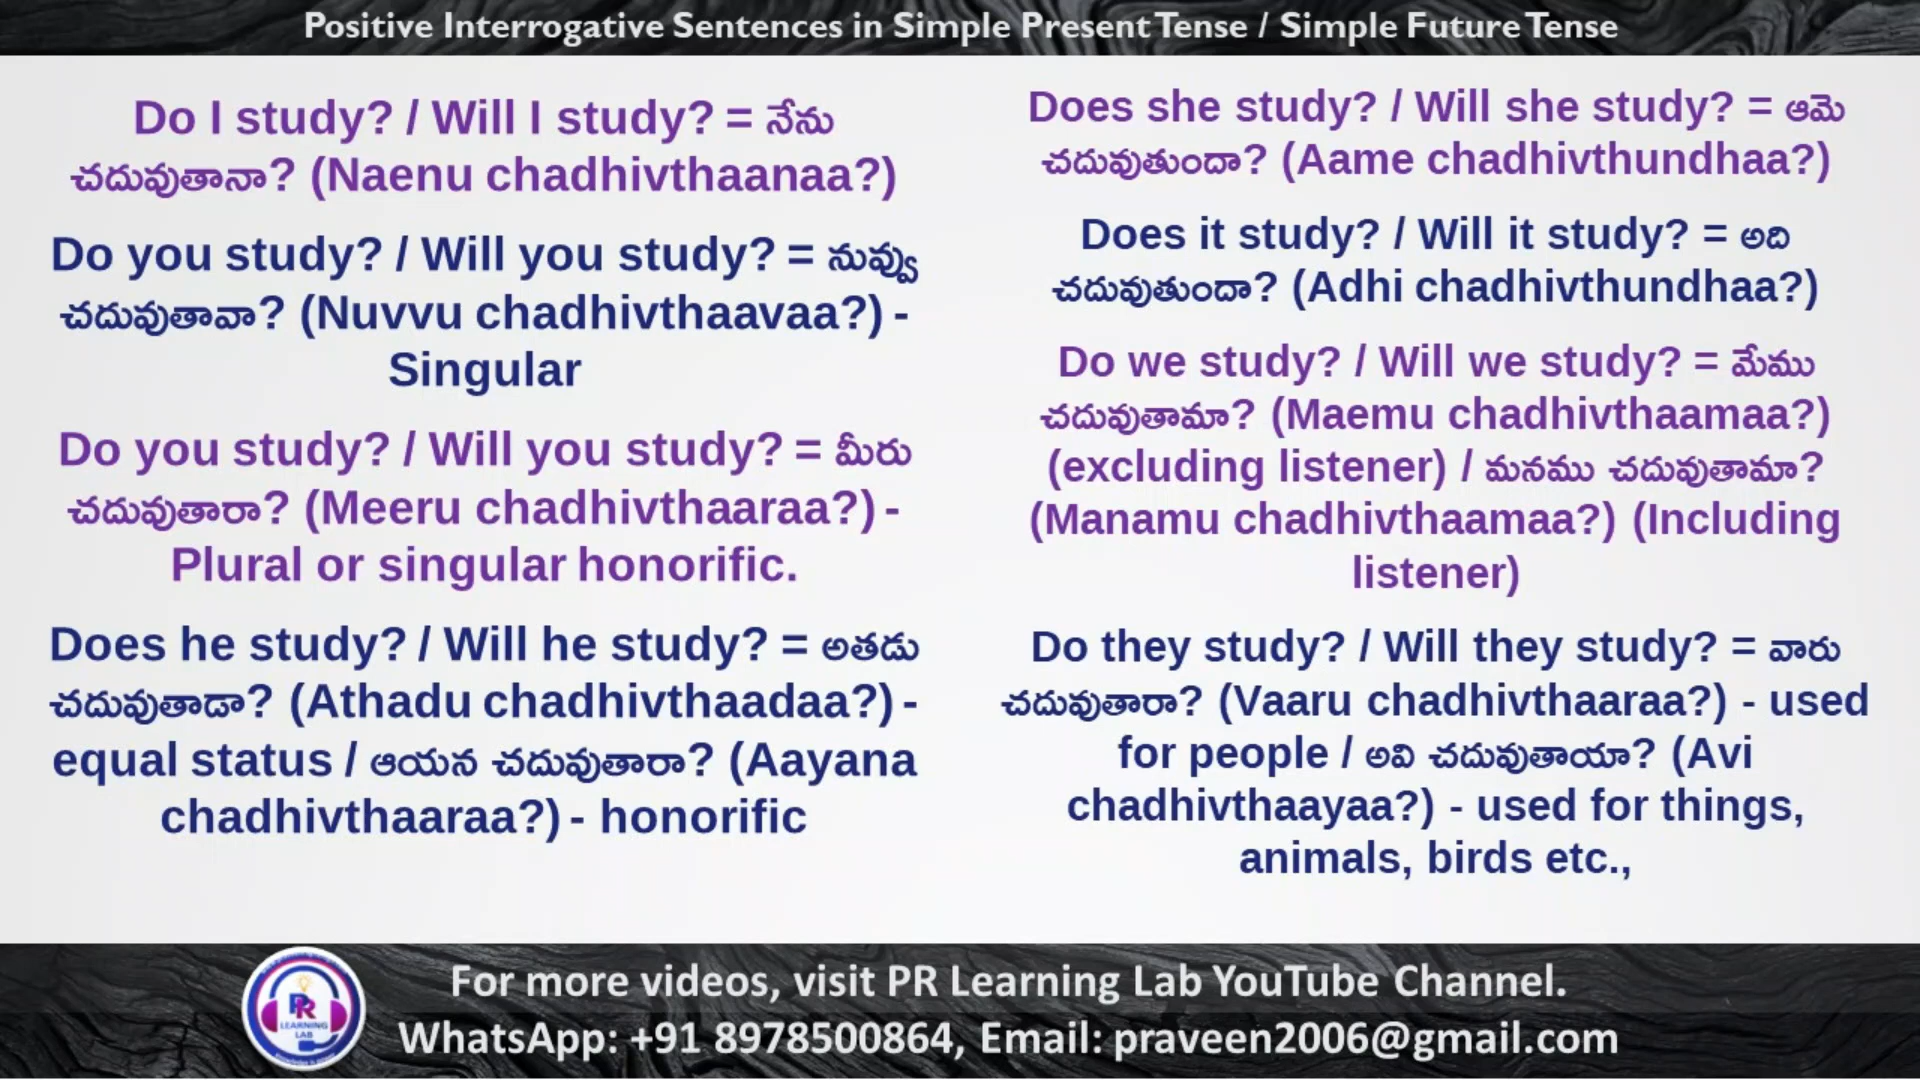 Positive Interrogative Sentences in Simple Present Tense / Simple Future Tense
Do I study? / Will I study? = నేను
చదువుతానా? (Naenu chadhivthaanaa?)
Do you study? / Will you study? = నువ్వు
చదువుతావా? (Nuvvu chadhivthaavaa?) -
Singular
Do you study? / Will you study? = మీరు
చదువుతారా? (Meeru chadhivthaaraa?) -
Plural or singular honorific.
Does he study? / Will he study? = అతడు
చదువుతాడా? (Athadu chadhivthaadaa?) -
equal status / ఆయన చదువుతారా? (Aayana
chadhivthaaraa?) - honorific
Does she study? / Will she study? = ఆమె
చదువుతుందా? (Aame chadhivthundhaa?)
Does it study? / Will it study? = అది
చదువుతుందా? (Adhi chadhivthundhaa?)
Do we study? / Will we study? = మేము
చదువుతామా? (Maemu chadhivthaamaa?)
(excluding listener) / మనము చదువుతామా?
(Manamu chadhivthaamaa?) (Including
listener)
Do they study? / Will they study? = వారు
చదువుతారా? (Vaaru chadhivthaaraa?) - used
for people / అవి చదువుతాయా? (Avi
chadhivthaayaa?) - used for things,
animals, birds etc.,
PR
LEARNING
LAB
For more videos, visit PR Learning Lab YouTube Channel.
WhatsApp: +91 8978500864, Email: praveen2006@gmail.com